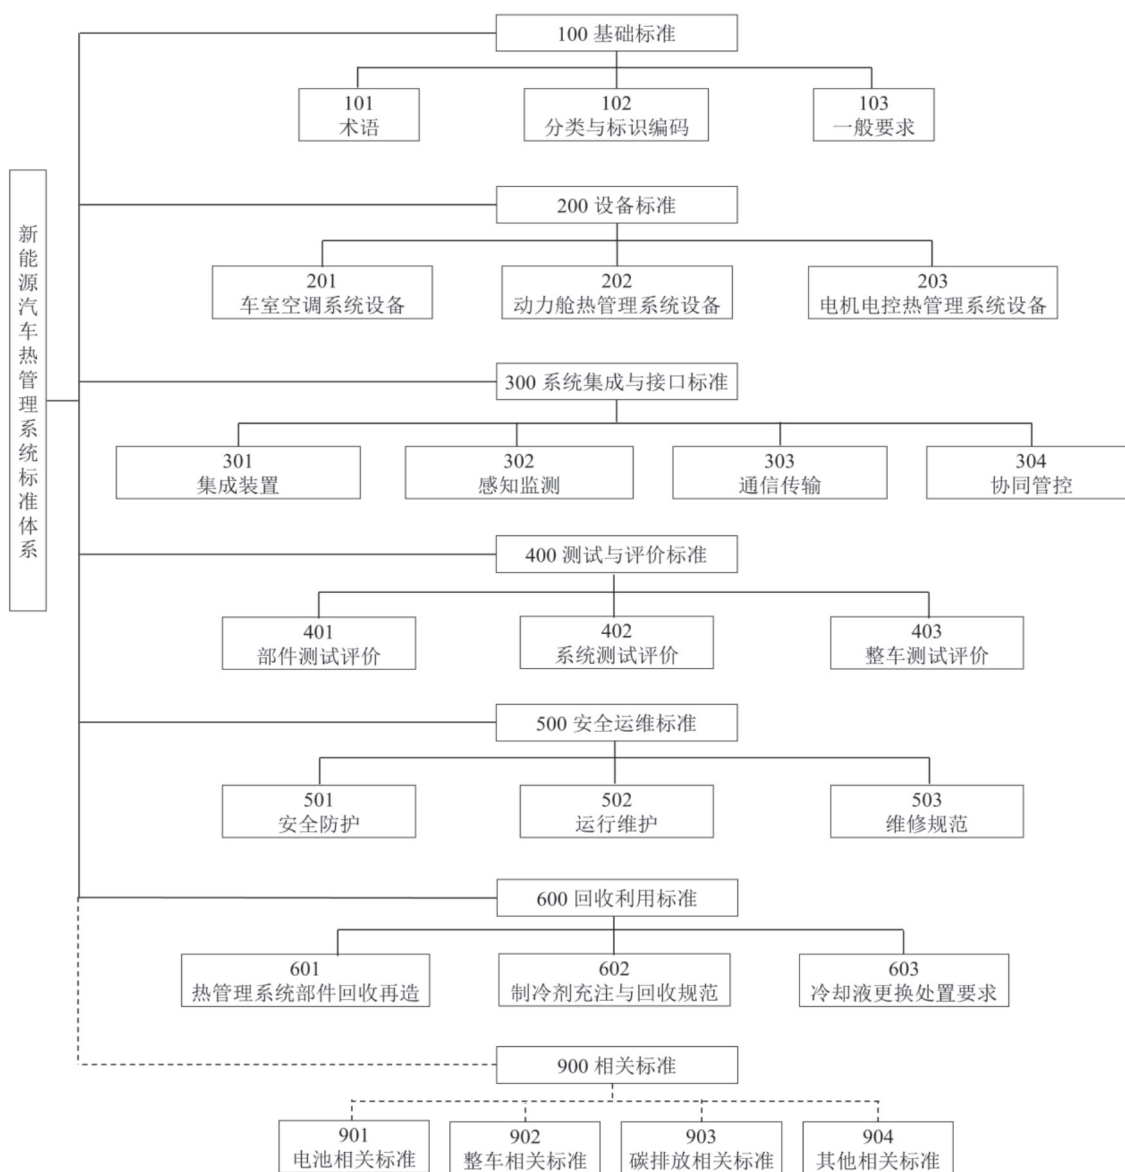 新能源汽车热管理系统标准体系
100 基础标准
101
术语
102
分类与标识编码
103
一般要求
200 设备标准
201
车室空调系统设备
202
动力舱热管理系统设备
203
电机电控热管理系统设备
300 系统集成与接口标准
301
集成装置
302
感知监测
303
通信传输
304
协同管控
400 测试与评价标准
401
部件测试评价
402
系统测试评价
403
整车测试评价
500 安全运维标准
501
安全防护
502
运行维护
503
维修规范
600 回收利用标准
601
热管理系统部件回收再造
602
制冷剂充注与回收规范
603
冷却液更换处置要求
900 相关标准
901
电池相关标准
902
整车相关标准
903
碳排放相关标准
904
其他相关标准